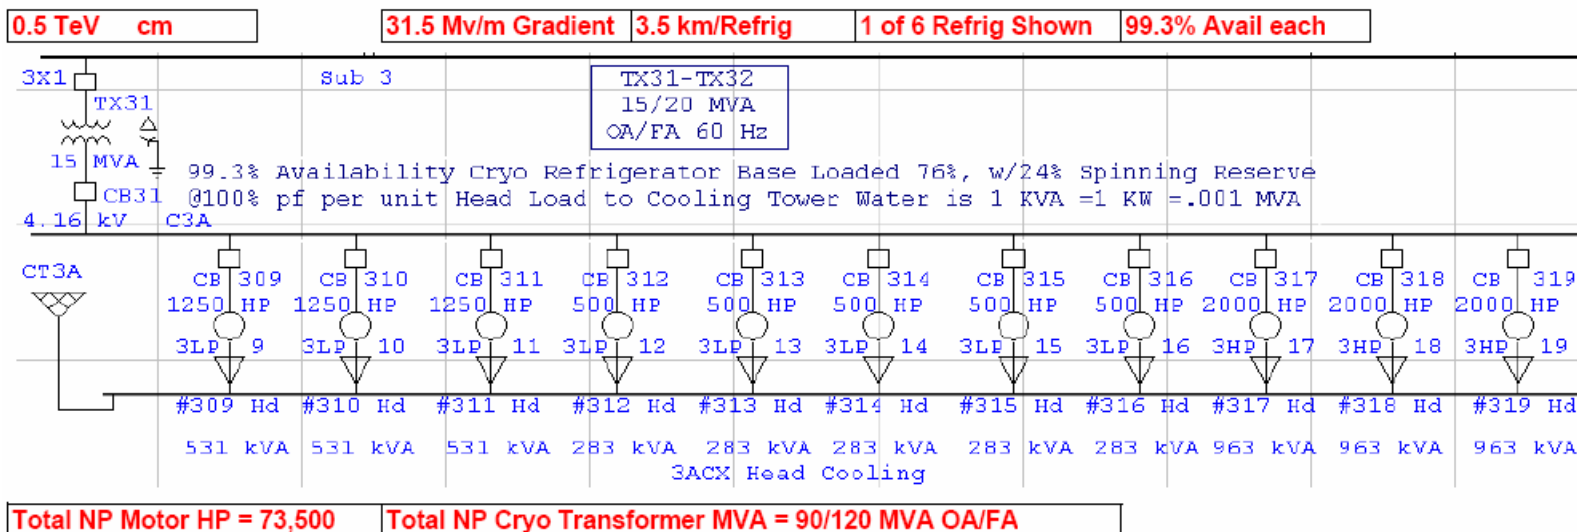 0.5 TeV cm 31.5 Mv/m Gradient 3.5 km/Refrig 1 of 6 Refrig Shown 99.3% Avail each
3X1 Sub 3 TX31-TX32
TX31 15/20 MVA
OA/FA 60 Hz
15 MVA
99.3% Availability Cryo Refrigerator Base Loaded 76%, w/24% Spinning Reserve
CB31 @100% pf per unit Head Load to Cooling Tower Water is 1 KVA =1 KW =.001 MVA
4.16 kV C3A
CT3A CB 309 CB 310 CB 311 CB 312 CB 313 CB 314 CB 315 CB 316 CB 317 CB 318 CB 319
1250 HP 1250 HP 1250 HP 500 HP 500 HP 500 HP 500 HP 500 HP 2000 HP 2000 HP 2000 HP
3LP 9 3LP 10 3LP 11 3LP 12 3LP 13 3LP 14 3LP 15 3LP 16 3HP 17 3HP 18 3HP 19
#309 Hd #310 Hd #311 Hd #312 Hd #313 Hd #314 Hd #315 Hd #316 Hd #317 Hd #318 Hd #319 Hd
531 kVA 531 kVA 531 kVA 283 kVA 283 kVA 283 kVA 283 kVA 283 kVA 963 kVA 963 kVA 963 kVA
3ACX Head Cooling
Total NP Motor HP = 73,500 Total NP Cryo Transformer MVA = 90/120 MVA OA/FA